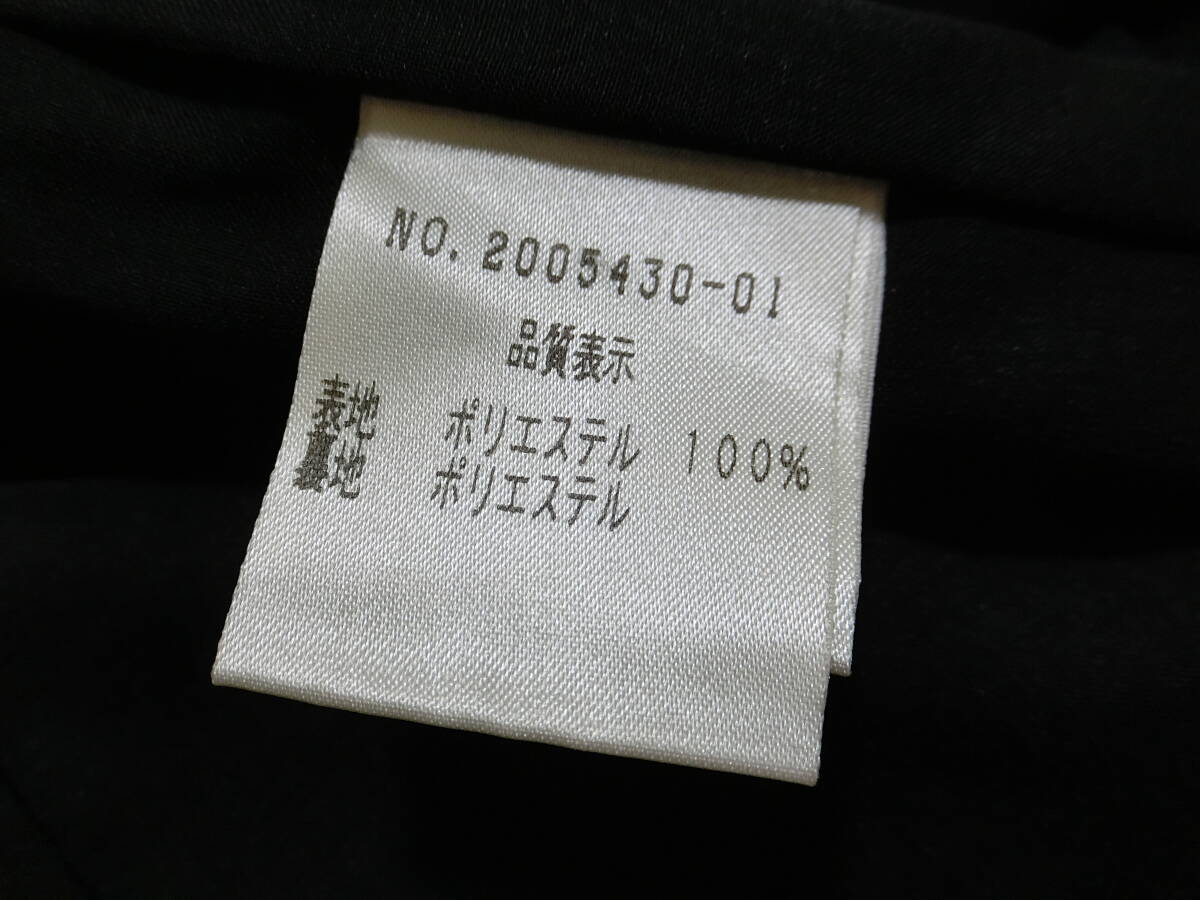 NO. 2005430-01
品質表示
表地 ポリエステル 100%
裏地 ポリエステル